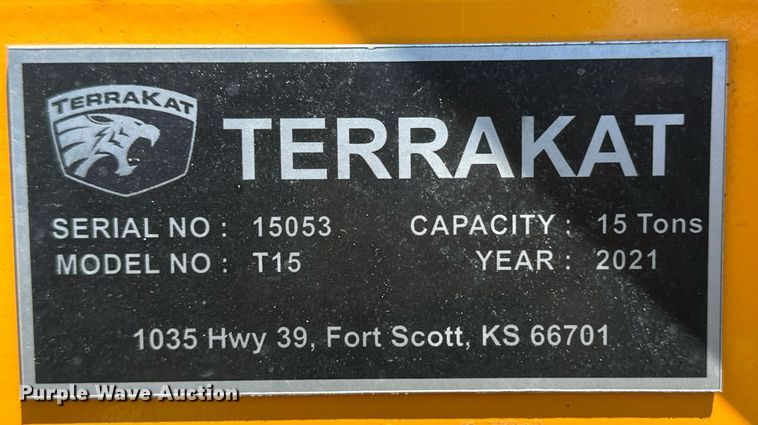 TERRAKAT
TERRAKAT
SERIAL NO : 15053 CAPACITY : 15 Tons
MODEL NO : T15 YEAR : 2021
1035 Hwy 39, Fort Scott, KS 66701
Purple Wave Auction